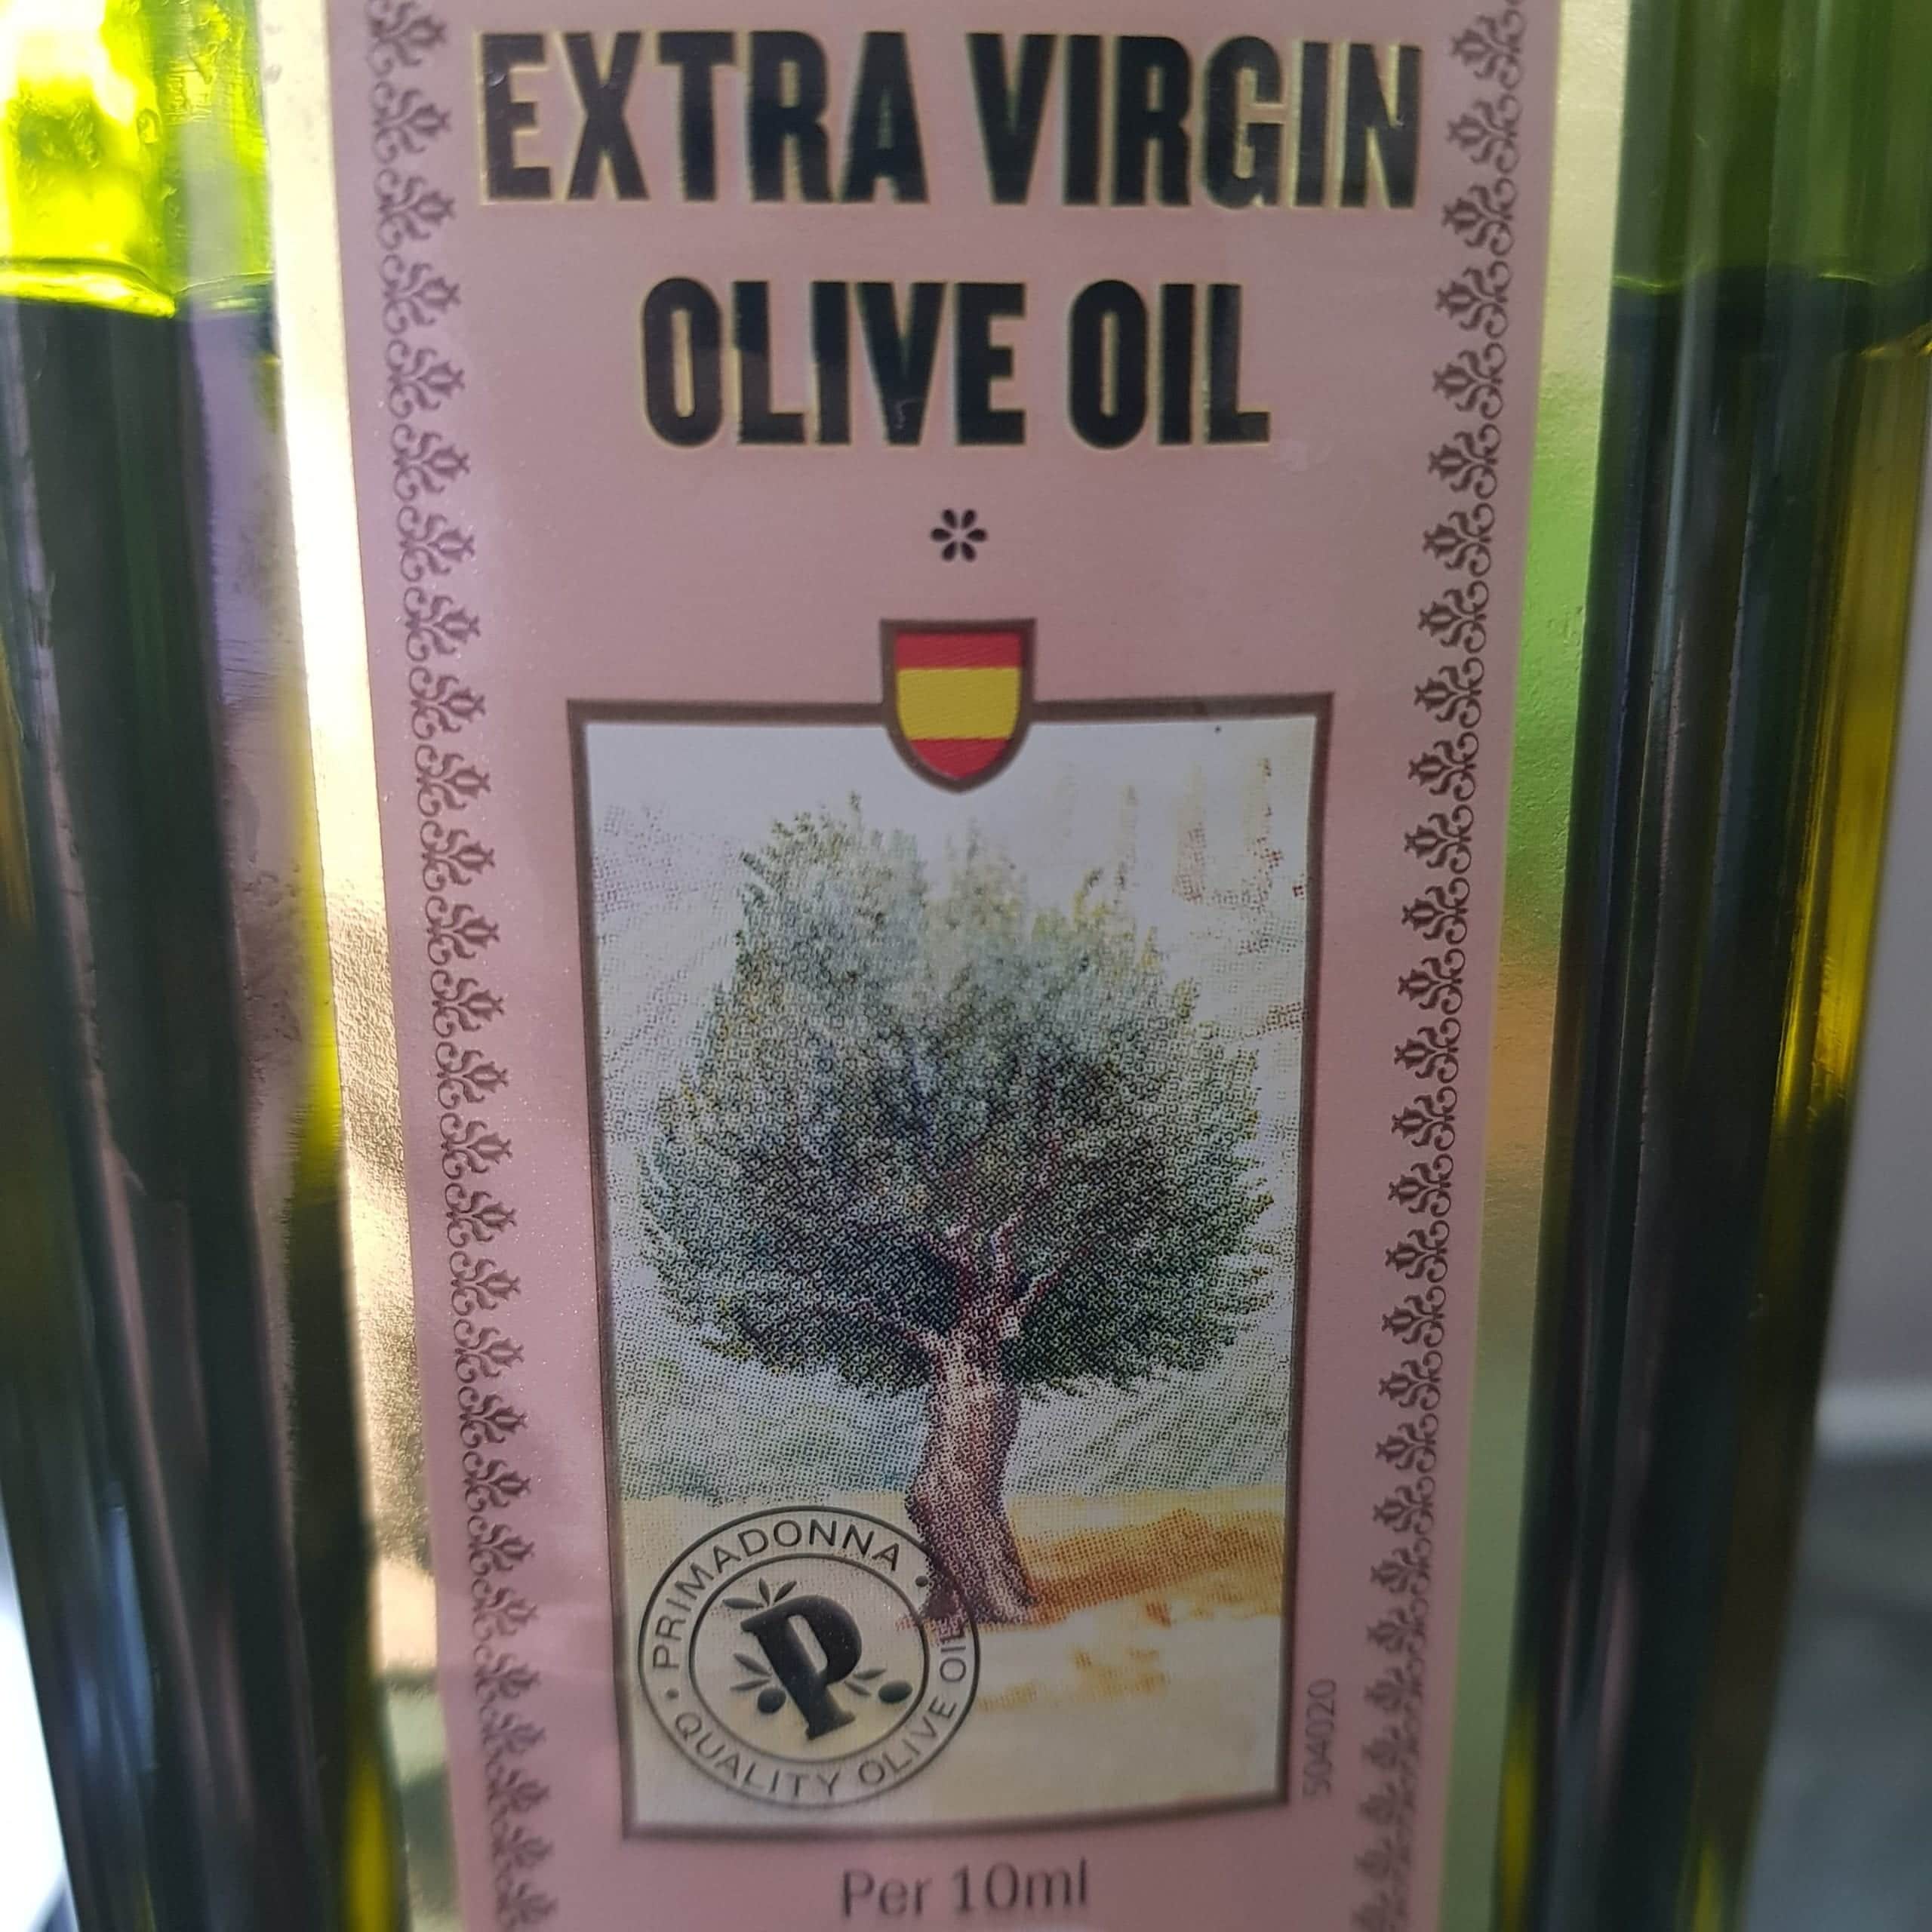 EXTRA VIRGIN
OLIVE OIL
PRIMADONNA
P
QUALITY OLIVE OIL
504020
Per 10ml